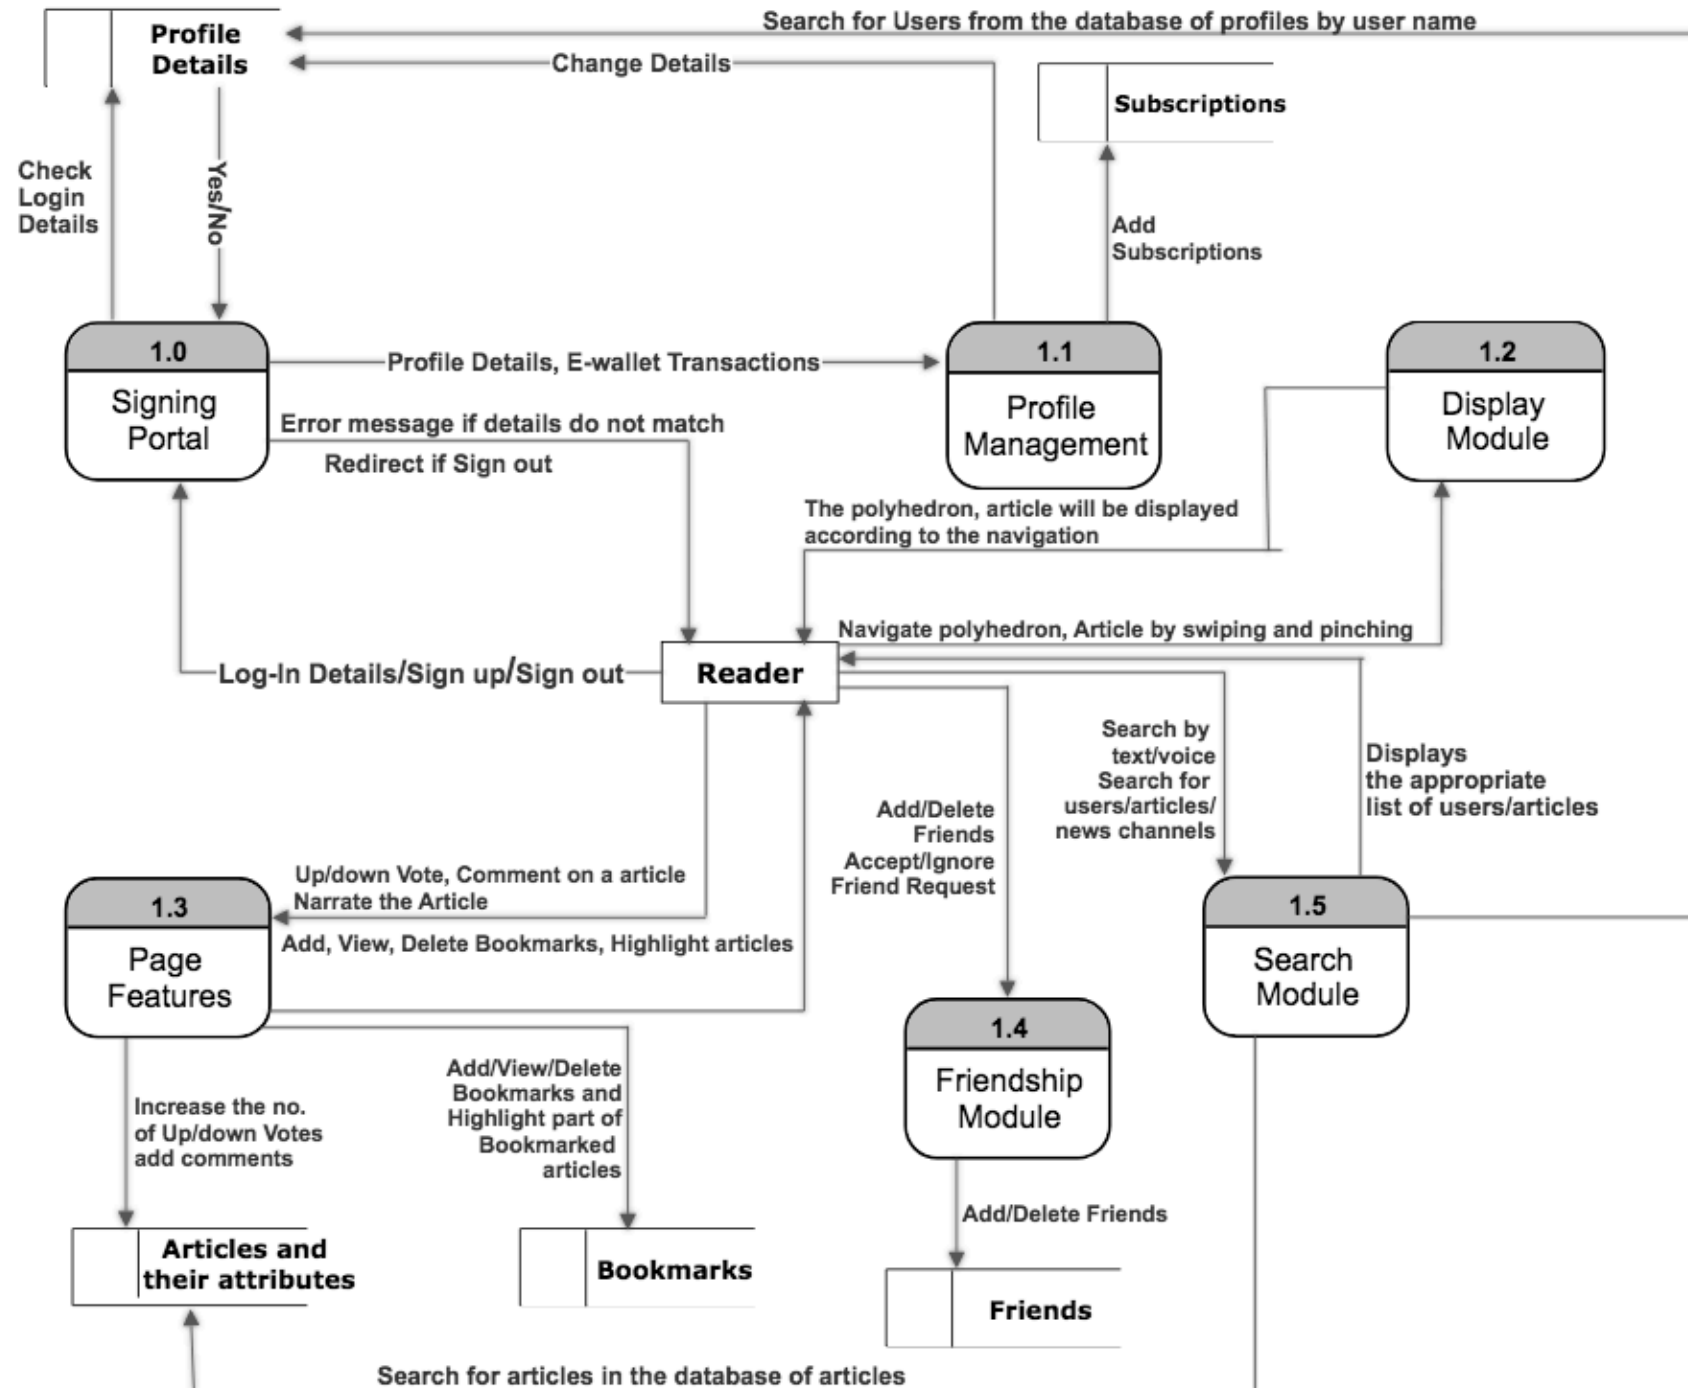 Search for Users from the database of profiles by user name
Profile
Details
Change Details
Subscriptions
Check
Login
Details
Yes/No
Add
Subscriptions
1.0
Signing
Portal
Profile Details, E-wallet Transactions
1.1
Profile
Management
1.2
Display
Module
Error message if details do not match
Redirect if Sign out
The polyhedron, article will be displayed
according to the navigation
Navigate polyhedron, Article by swiping and pinching
Log-In Details/Sign up/Sign out
Reader
Search by
text/voice
Search for
users/articles/
news channels
Displays
the appropriate
list of users/articles
Add/Delete
Friends
Accept/Ignore
Friend Request
Up/down Vote, Comment on a article
Narrate the Article
Add, View, Delete Bookmarks, Highlight articles
1.3
Page
Features
1.5
Search
Module
1.4
Friendship
Module
Add/View/Delete
Bookmarks and
Highlight part of
Bookmarked
articles
Increase the no.
of Up/down Votes
add comments
Add/Delete Friends
Articles and
their attributes
Bookmarks
Friends
Search for articles in the database of articles